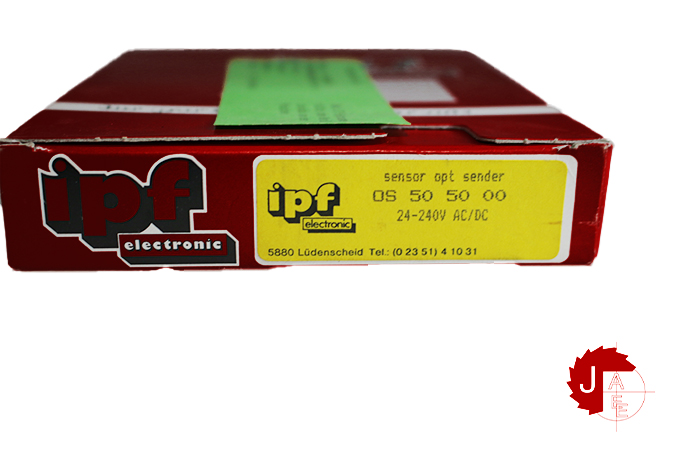 ipf
electronic
sensor opt sender
OS 50 50 00
24-240V AC/DC
ipf
electronic
5880 Lüdenscheid Tel.: (0 23 51) 4 10 31
J A
E E